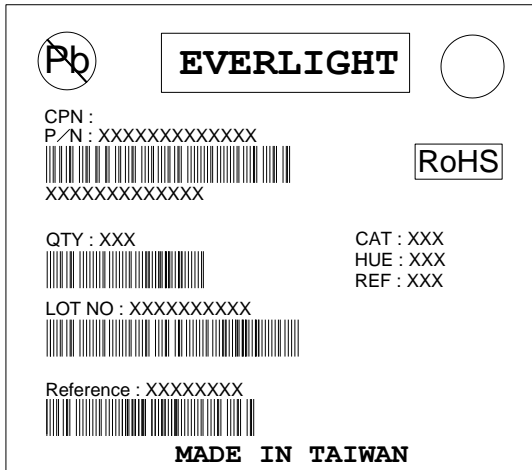 Pb
EVERLIGHT
CPN :
P/N : XXXXXXXXXXXXX
RoHS
XXXXXXXXXXXXX
QTY : XXX
CAT : XXX
HUE : XXX
REF : XXX
LOT NO : XXXXXXXXXX
Reference : XXXXXXXX
MADE IN TAIWAN